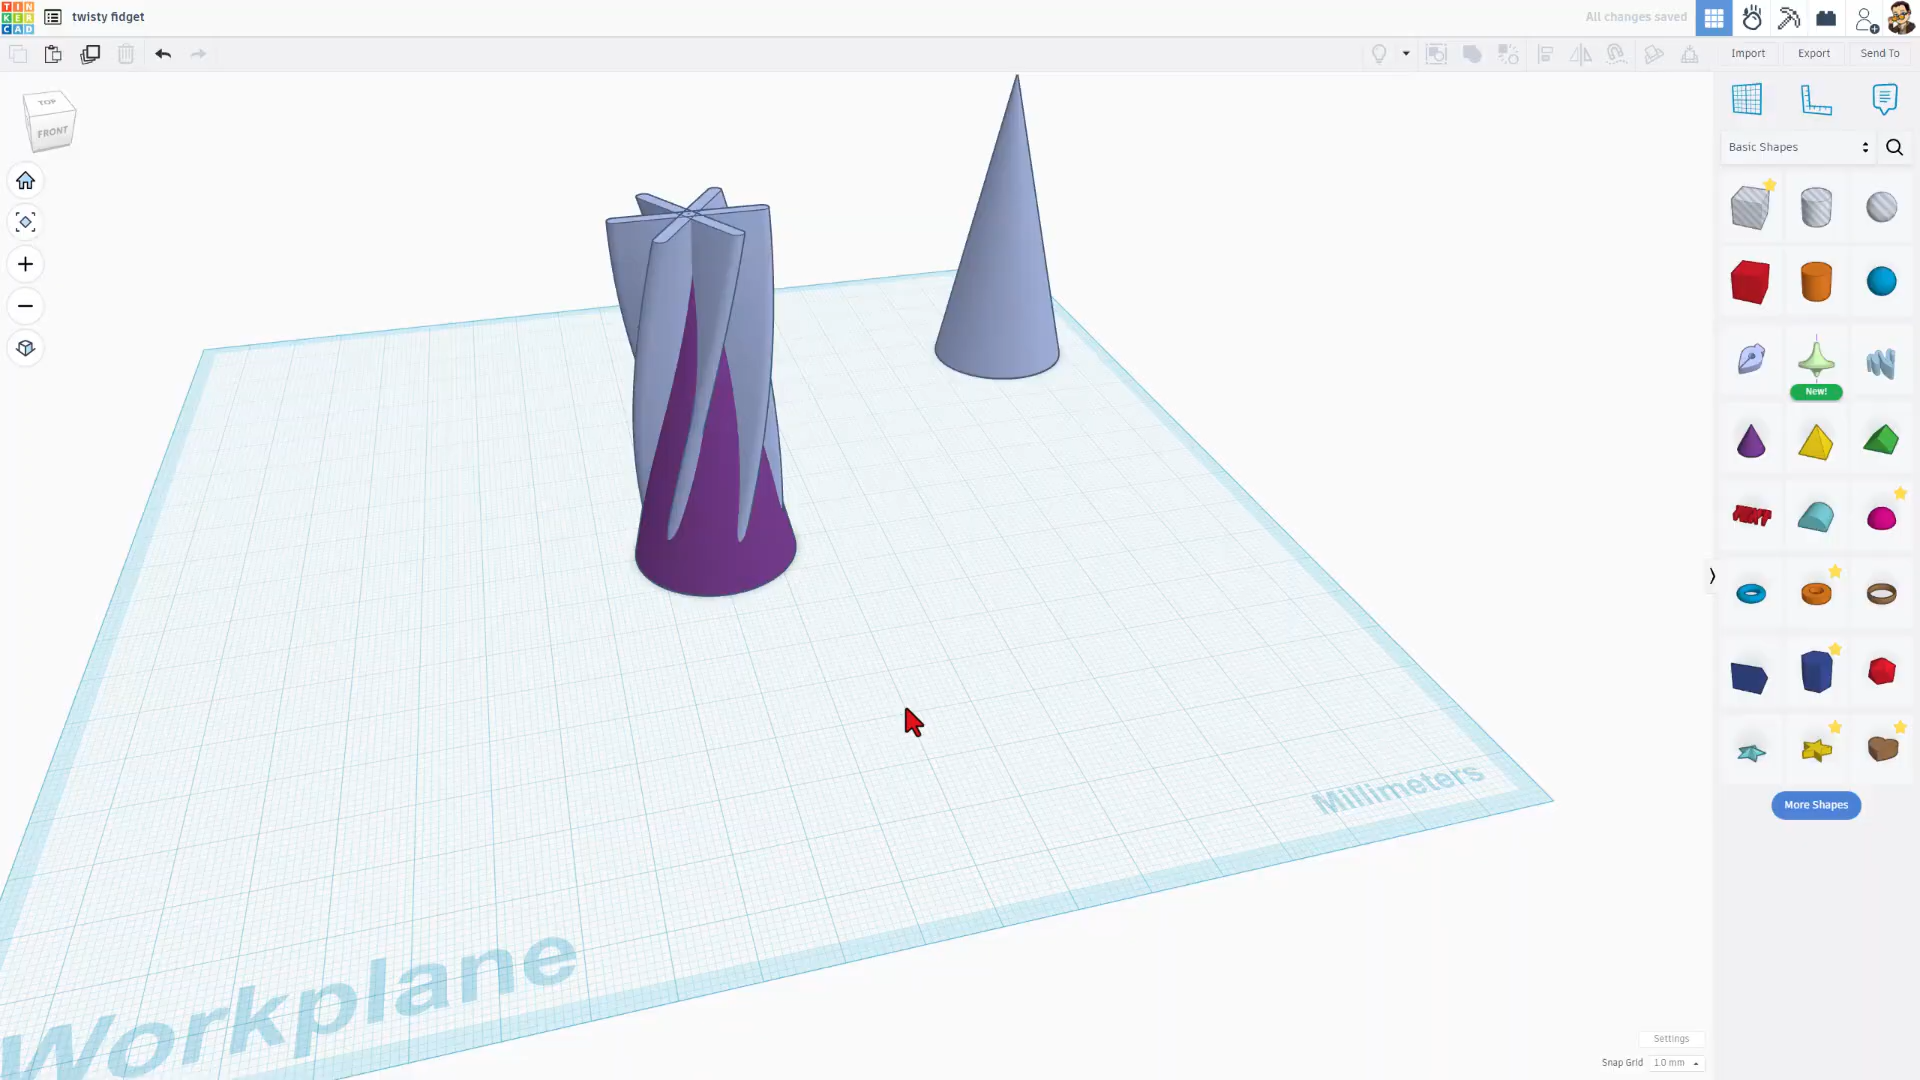 TIN
KER
CAD
twisty fidget
All changes saved
Import
Export
Send To
TOP
FRONT
Basic Shapes
New!
TEXT
More Shapes
Millimeters
Workplane
Settings
Snap Grid 1.0 mm